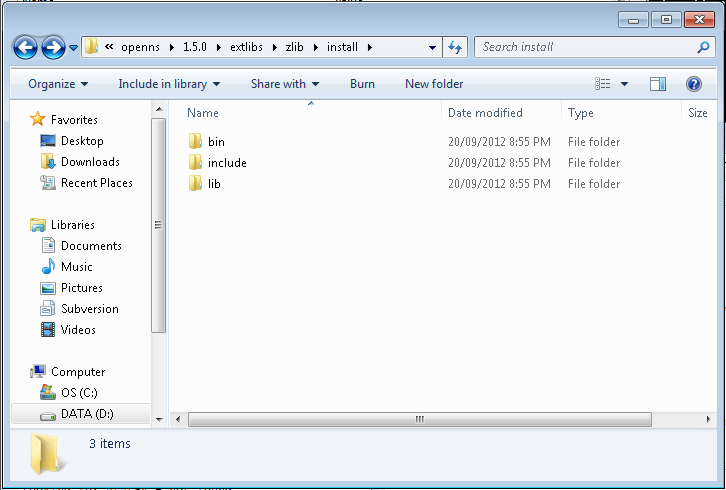 « openns 1.5.0 extlibs zlib install Search install
Organize Include in library Share with Burn New folder
Name Date modified Type Size
Favorites
Desktop
Downloads
Recent Places
Libraries
Documents
Music
Pictures
Subversion
Videos
Computer
OS (C:)
DATA (D:)
bin 20/09/2012 8:55 PM File folder
include 20/09/2012 8:55 PM File folder
lib 20/09/2012 8:55 PM File folder
3 items